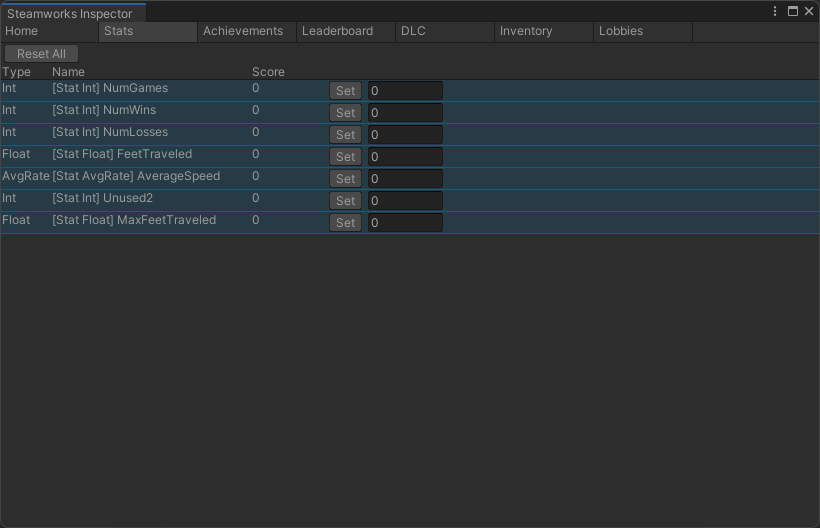 Steamworks Inspector
Home Stats Achievements Leaderboard DLC Inventory Lobbies
Reset All
Type Name Score
Int [Stat Int] NumGames 0 Set 0
Int [Stat Int] NumWins 0 Set 0
Int [Stat Int] NumLosses 0 Set 0
Float [Stat Float] FeetTraveled 0 Set 0
AvgRate [Stat AvgRate] AverageSpeed 0 Set 0
Int [Stat Int] Unused2 0 Set 0
Float [Stat Float] MaxFeetTraveled 0 Set 0